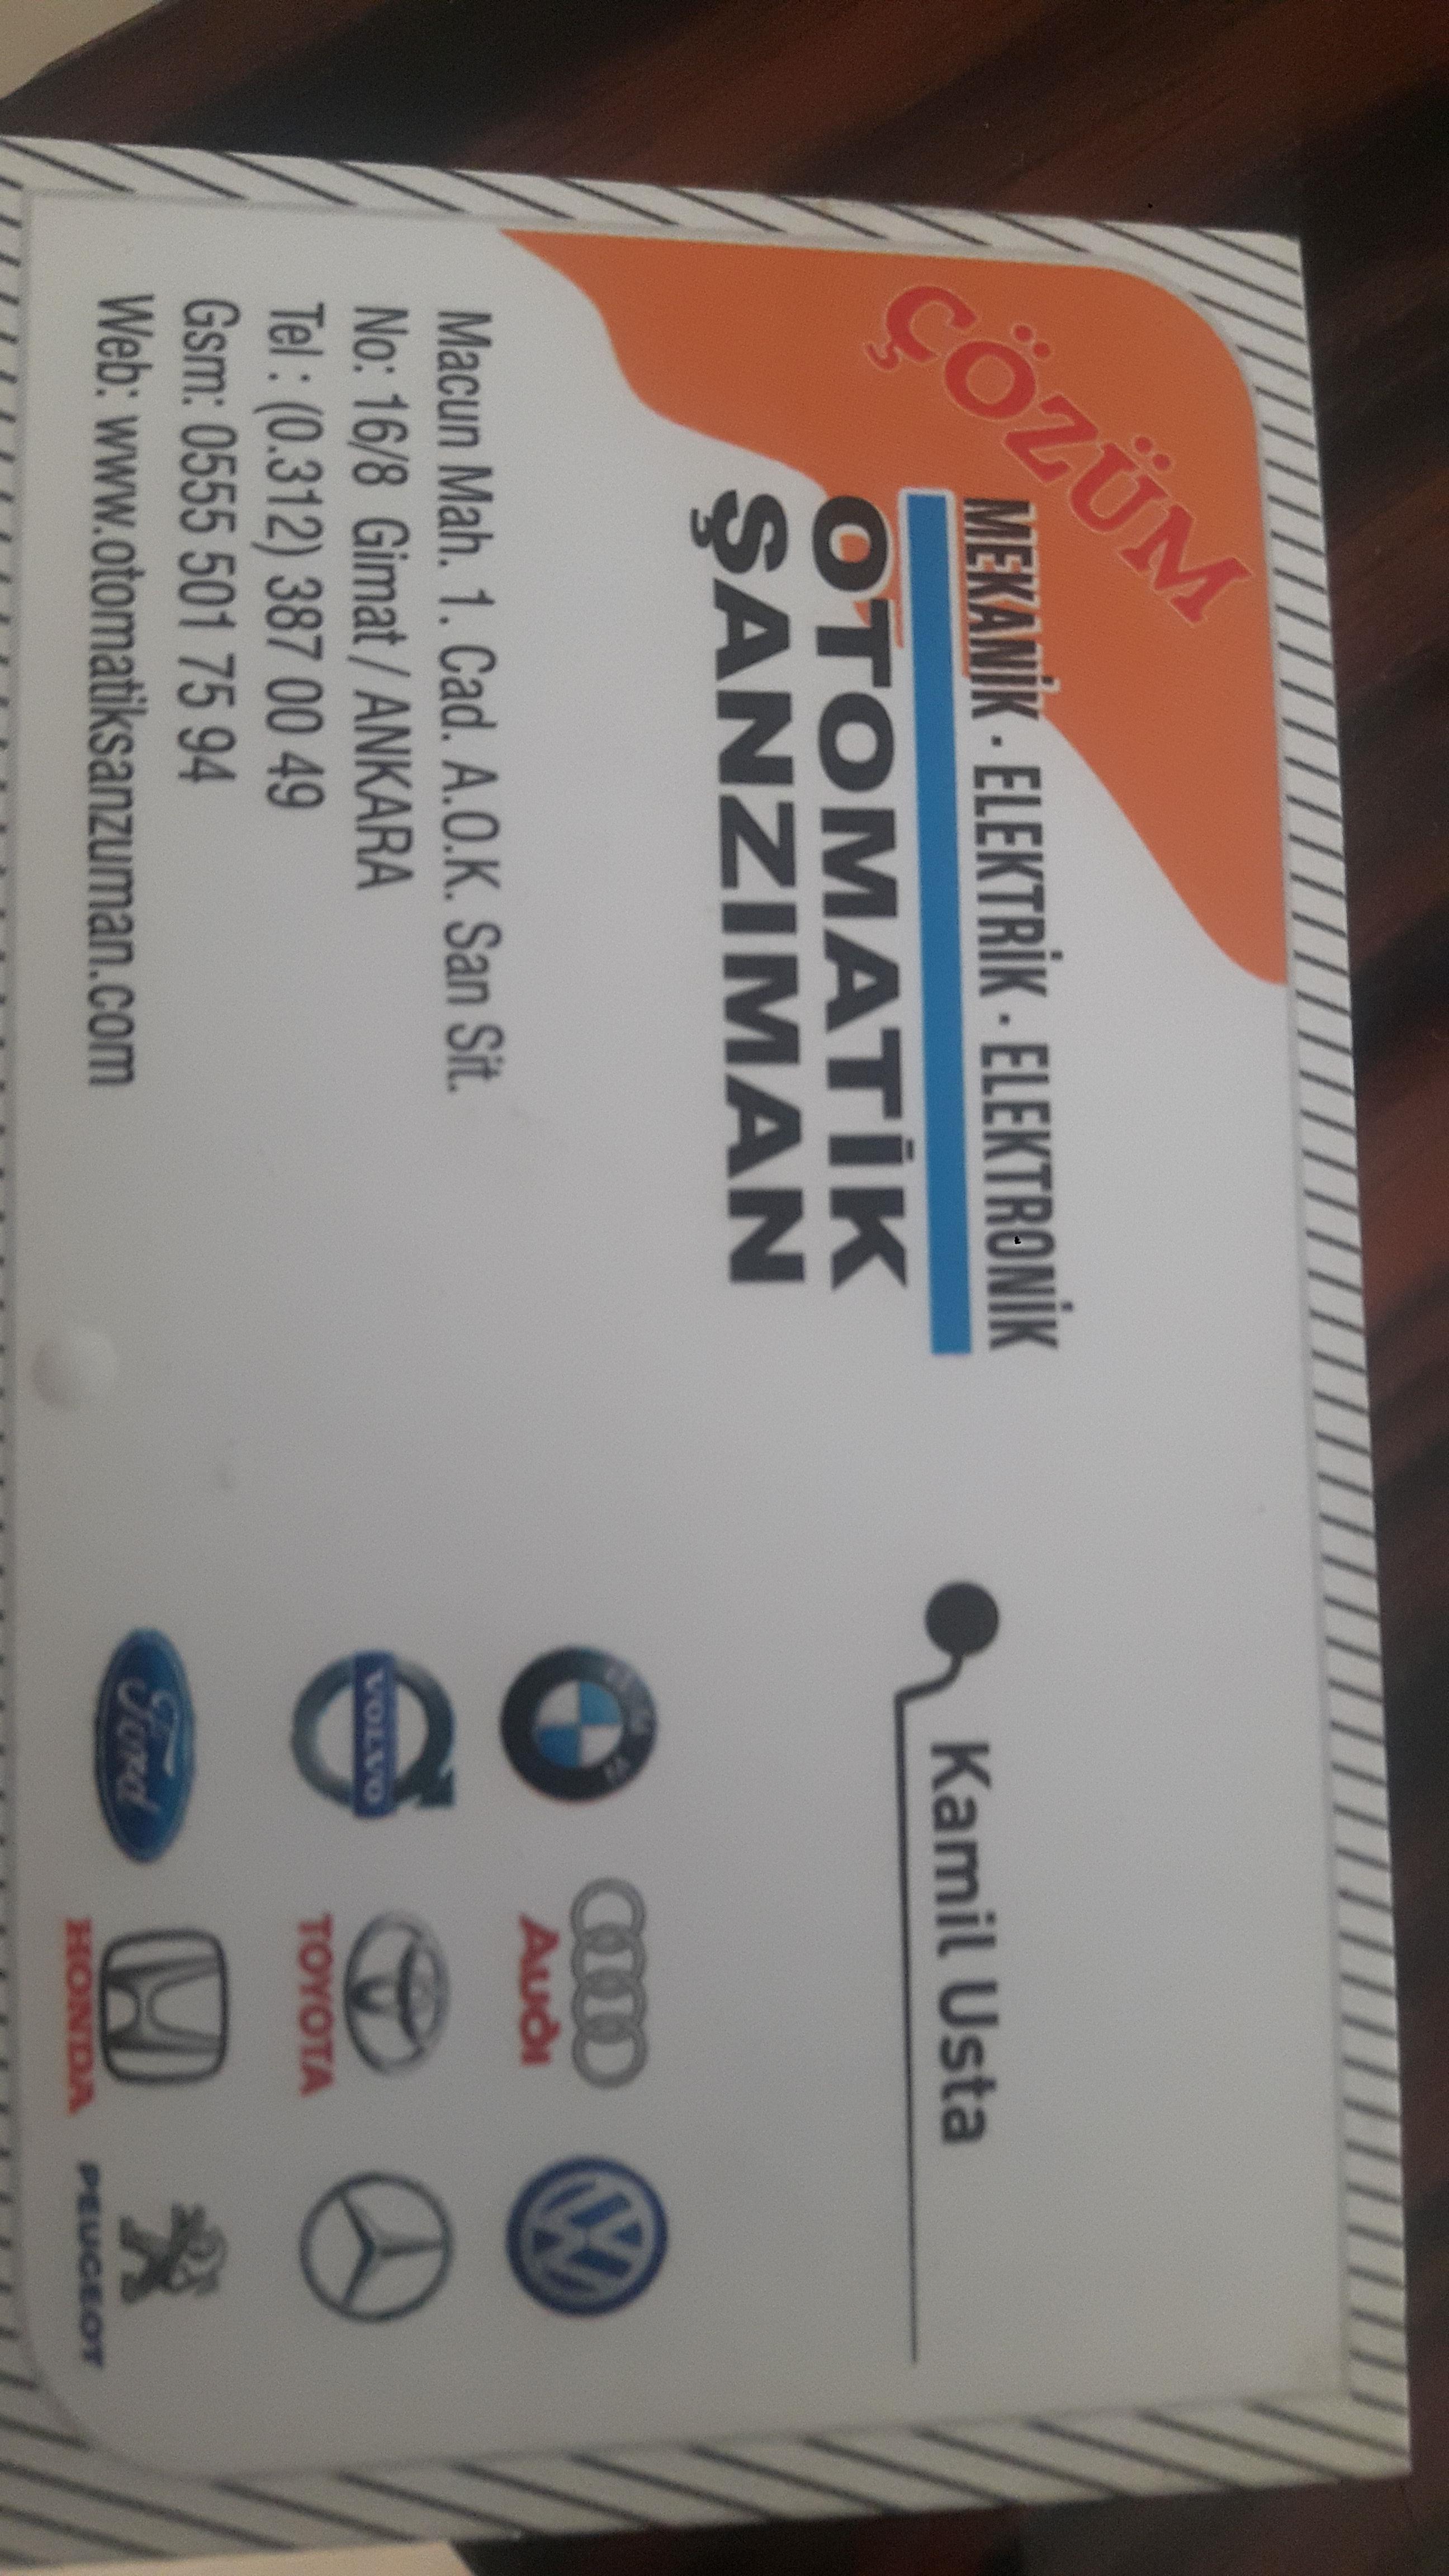 ÇÖZÜM
MEKANİK · ELEKTRİK · ELEKTRONİK
OTOMATİK
ŞANZIMAN
Kamil Usta
Macun Mah. 1. Cad. A.O.K. San Sit.
No: 16/8 Gimat / ANKARA
Tel : (0.312) 387 00 49
Gsm: 0555 501 75 94
Web: www.otomatiksanzuman.com
Audi
VOLVO
TOYOTA
Ford
HONDA
PEUGEOT